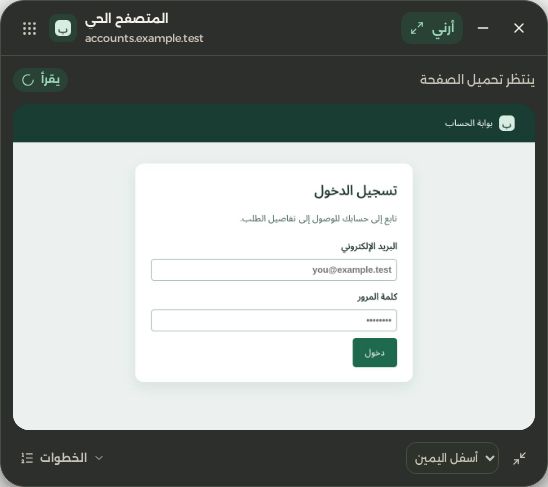 المتصفح الحي
accounts.example.test
أرني
ينتظر تحميل الصفحة
يقرأ
بوابة الحساب
ب
تسجيل الدخول
تابع إلى حسابك للوصول إلى تفاصيل الطلب.
البريد الإلكتروني
you@example.test
كلمة المرور
••••••••
دخول
الخطوات
أسفل اليمين